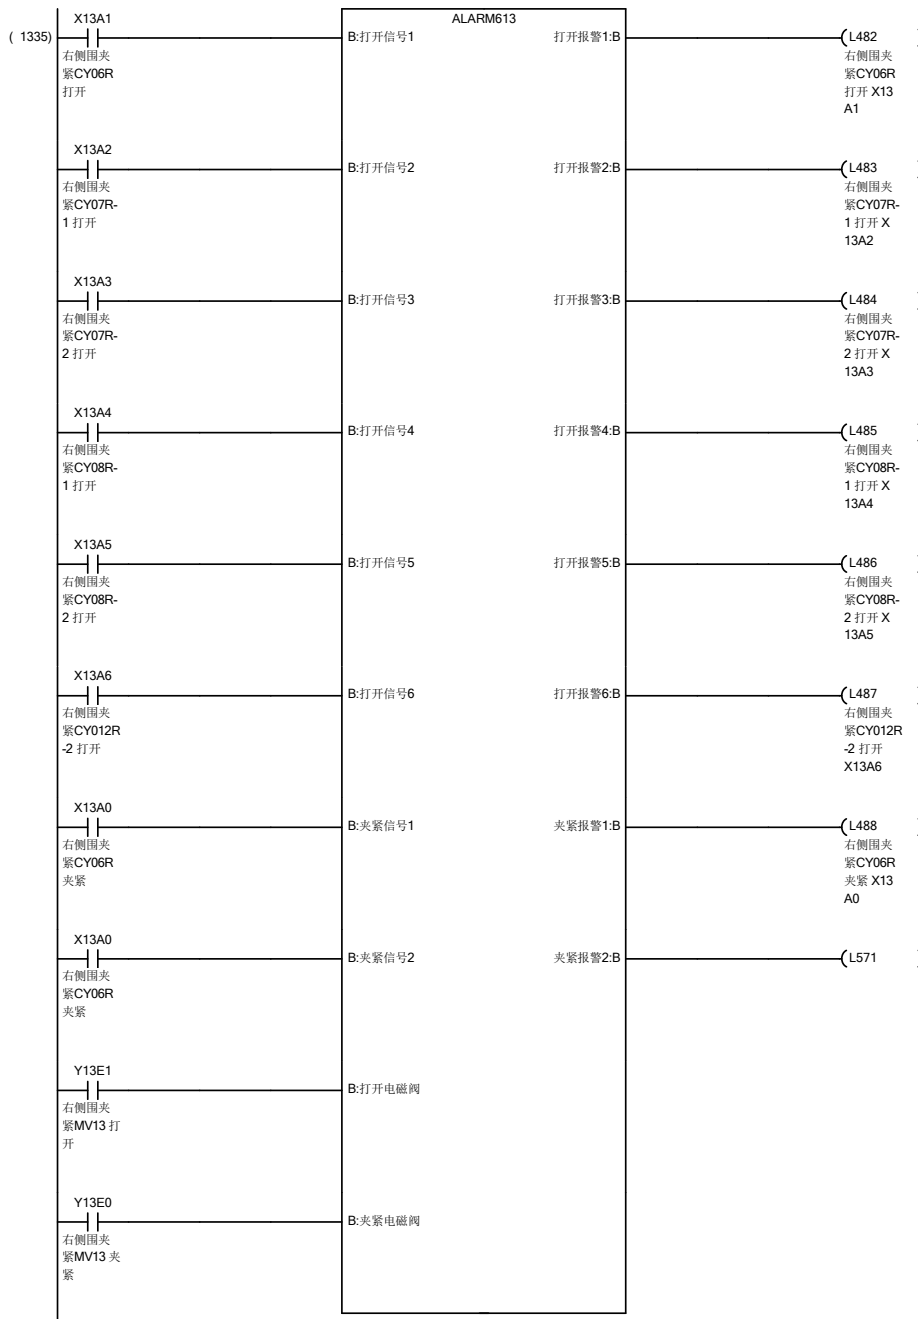 ALARM613
X13A1
( 1335)
B:打开信号1
打开报警1:B
L482
右侧围夹
紧CY06R
打开
右侧围夹
紧CY06R
打开 X13
A1
X13A2
B:打开信号2
打开报警2:B
L483
右侧围夹
紧CY07R-
1 打开
右侧围夹
紧CY07R-
1 打开 X
13A2
X13A3
B:打开信号3
打开报警3:B
L484
右侧围夹
紧CY07R-
2 打开
右侧围夹
紧CY07R-
2 打开 X
13A3
X13A4
B:打开信号4
打开报警4:B
L485
右侧围夹
紧CY08R-
1 打开
右侧围夹
紧CY08R-
1 打开 X
13A4
X13A5
B:打开信号5
打开报警5:B
L486
右侧围夹
紧CY08R-
2 打开
右侧围夹
紧CY08R-
2 打开 X
13A5
X13A6
B:打开信号6
打开报警6:B
L487
右侧围夹
紧CY012R
-2 打开
右侧围夹
紧CY012R
-2 打开
X13A6
X13A0
B:夹紧信号1
夹紧报警1:B
L488
右侧围夹
紧CY06R
夹紧
右侧围夹
紧CY06R
夹紧 X13
A0
X13A0
B:夹紧信号2
夹紧报警2:B
L571
右侧围夹
紧CY06R
夹紧
Y13E1
B:打开电磁阀
右侧围夹
紧MV13 打
开
Y13E0
B:夹紧电磁阀
右侧围夹
紧MV13 夹
紧